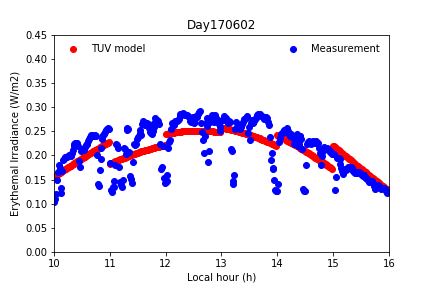 Day170602
TUV model
Measurement
Erythemal Irradiance (W/m2)
0.45
0.40
0.35
0.30
0.25
0.20
0.15
0.10
0.05
0.00
10 11 12 13 14 15 16
Local hour (h)